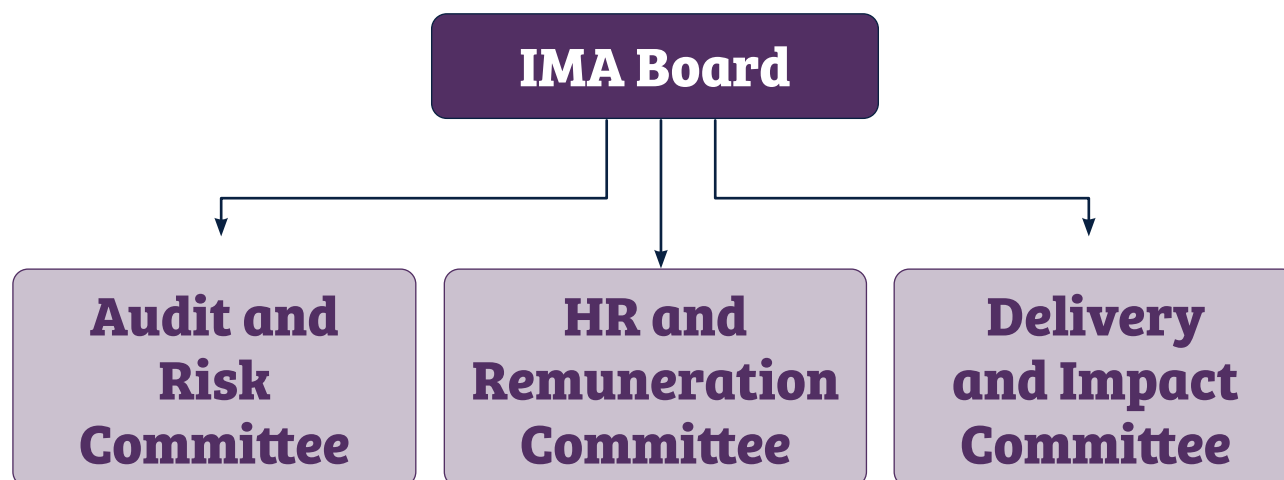 IMA Board
Audit and
Risk
Committee
HR and
Remuneration
Committee
Delivery
and Impact
Committee